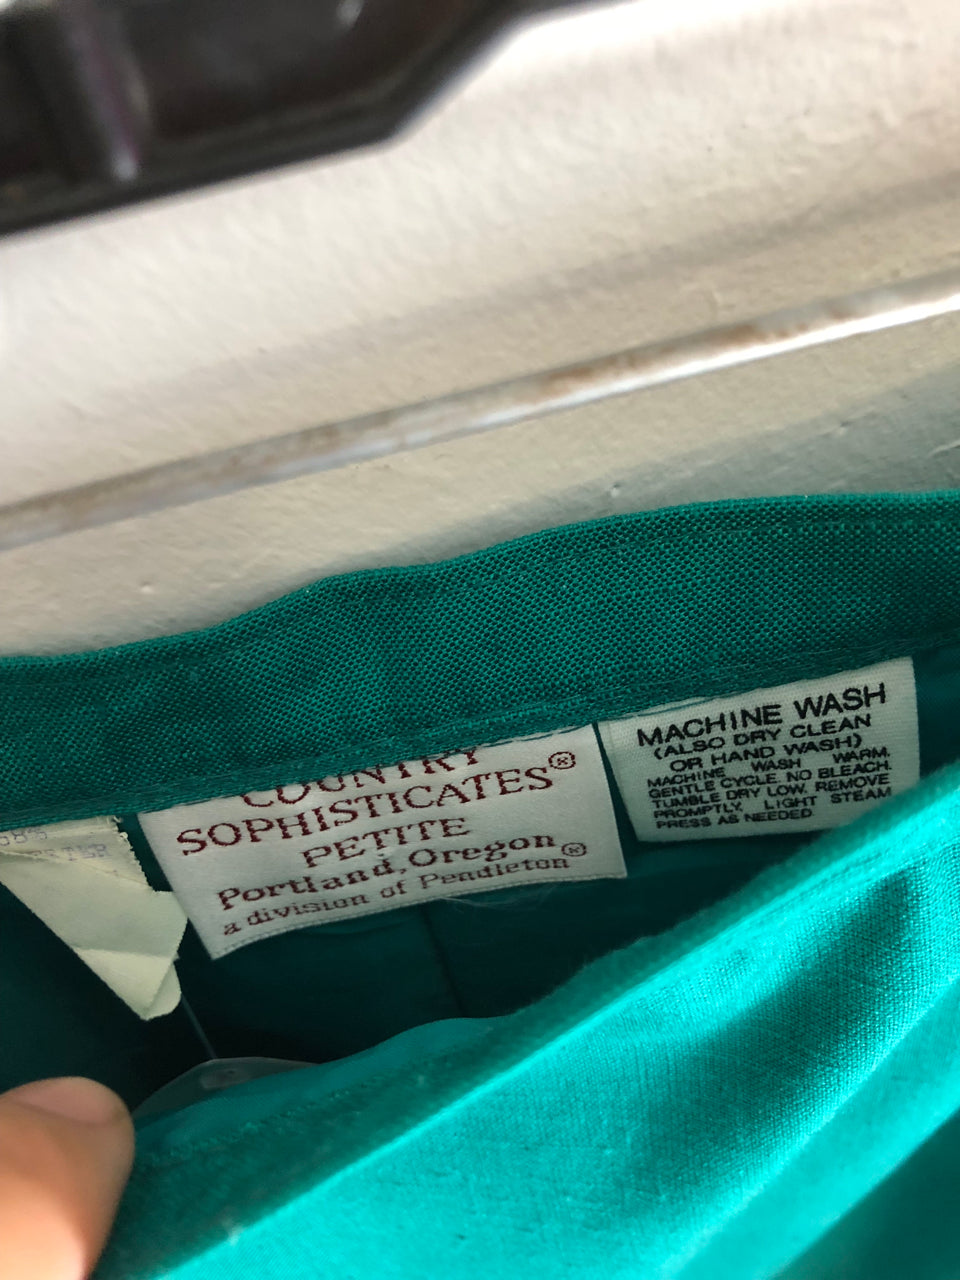 COUNTRY
SOPHISTICATES®
PETITE
Portland, Oregon
a division of Pendleton®
MACHINE WASH
(ALSO DRY CLEAN
OR HAND WASH)
MACHINE WASH WARM,
GENTLE CYCLE. NO BLEACH.
TUMBLE DRY LOW. REMOVE
PROMPTLY. LIGHT STEAM
PRESS AS NEEDED